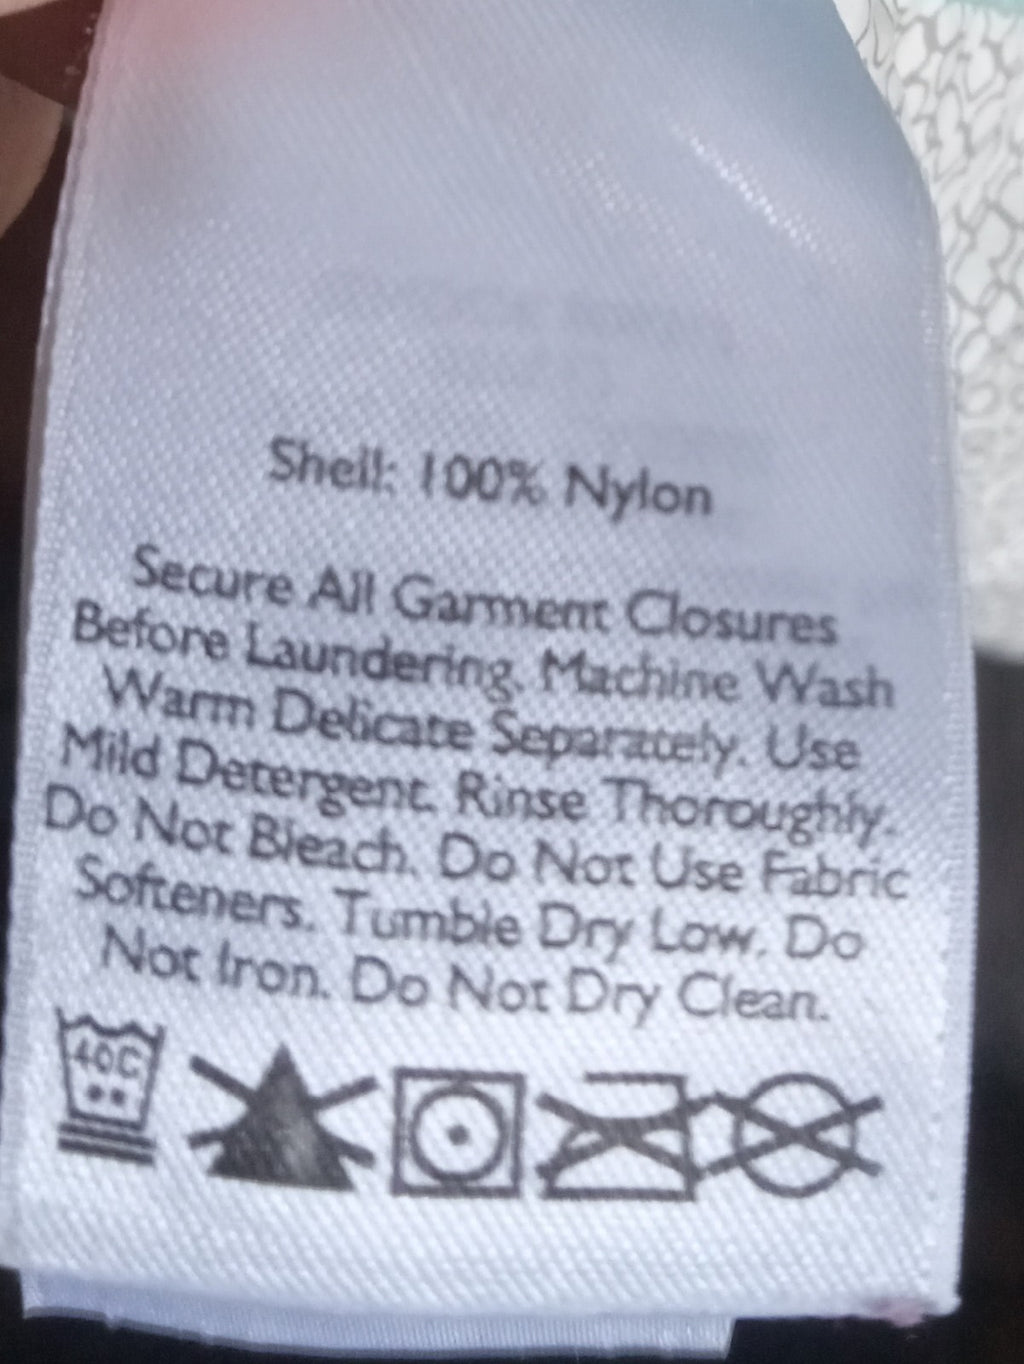 Shell: 100% Nylon
Secure All Garment Closures
Before Laundering. Machine Wash
Warm Delicate Separately. Use
Mild Detergent. Rinse Thoroughly.
Do Not Bleach. Do Not Use Fabric
Softeners. Tumble Dry Low. Do
Not Iron. Do Not Dry Clean.
40C